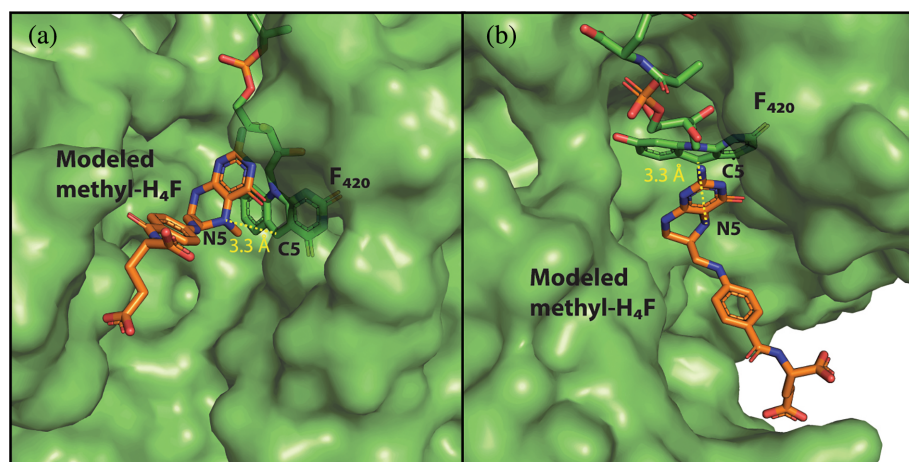 (a)
F₄₂₀
Modeled
methyl-H₄F
N5
3.3 Å
C5
(b)
F₄₂₀
C5
3.3 Å
N5
Modeled
methyl-H₄F